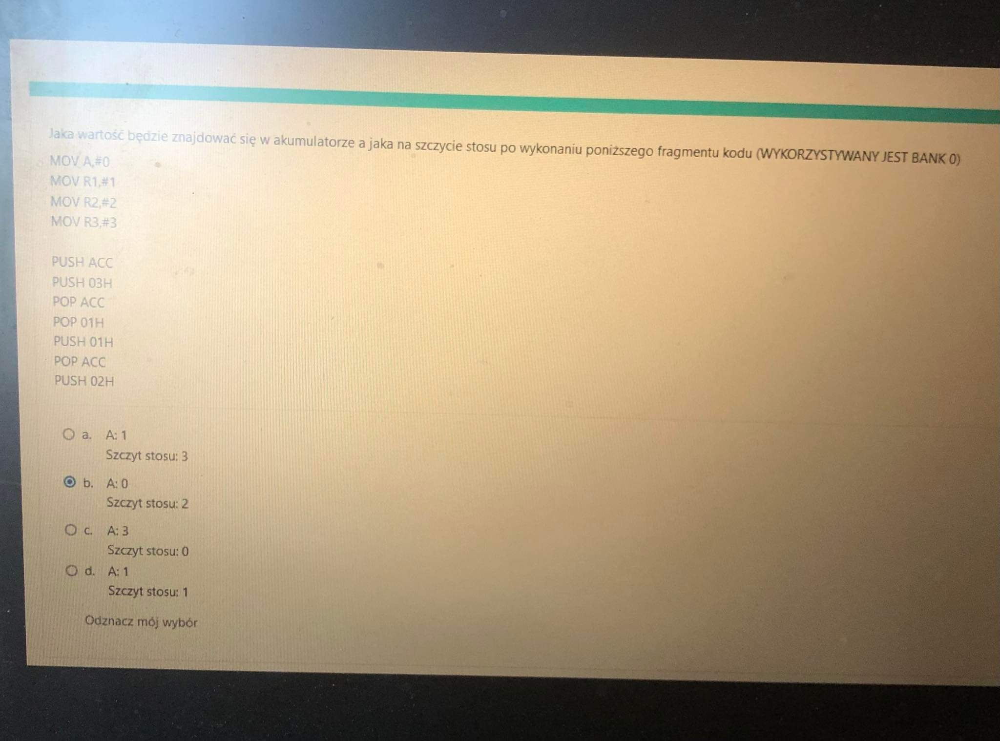 Jaka wartość będzie znajdować się w akumulatorze a jaka na szczycie stosu po wykonaniu poniższego fragmentu kodu (WYKORZYSTYWANY JEST BANK 0)
MOV A,#0
MOV R1,#1
MOV R2,#2
MOV R3,#3
PUSH ACC
PUSH 03H
POP ACC
POP 01H
PUSH 01H
POP ACC
PUSH 02H
a. A: 1
Szczyt stosu: 3
b. A: 0
Szczyt stosu: 2
c. A: 3
Szczyt stosu: 0
d. A: 1
Szczyt stosu: 1
Odznacz mój wybór